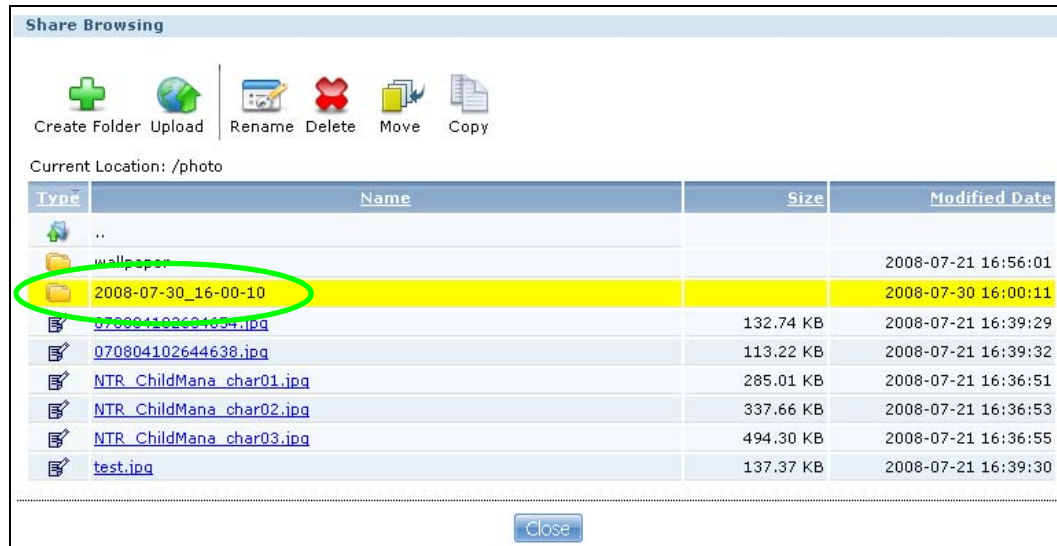 Share Browsing
Create Folder Upload Rename Delete Move Copy
Current Location: /photo
Type Name Size Modified Date
..
wallpaper 2008-07-21 16:56:01
2008-07-30_16-00-10 2008-07-30 16:00:11
070804102634654.jpg 132.74 KB 2008-07-21 16:39:29
070804102644638.jpg 113.22 KB 2008-07-21 16:39:32
NTR_ChildMana_char01.jpg 285.01 KB 2008-07-21 16:36:51
NTR_ChildMana_char02.jpg 337.66 KB 2008-07-21 16:36:53
NTR_ChildMana_char03.jpg 494.30 KB 2008-07-21 16:36:55
test.jpg 137.37 KB 2008-07-21 16:39:30
Close